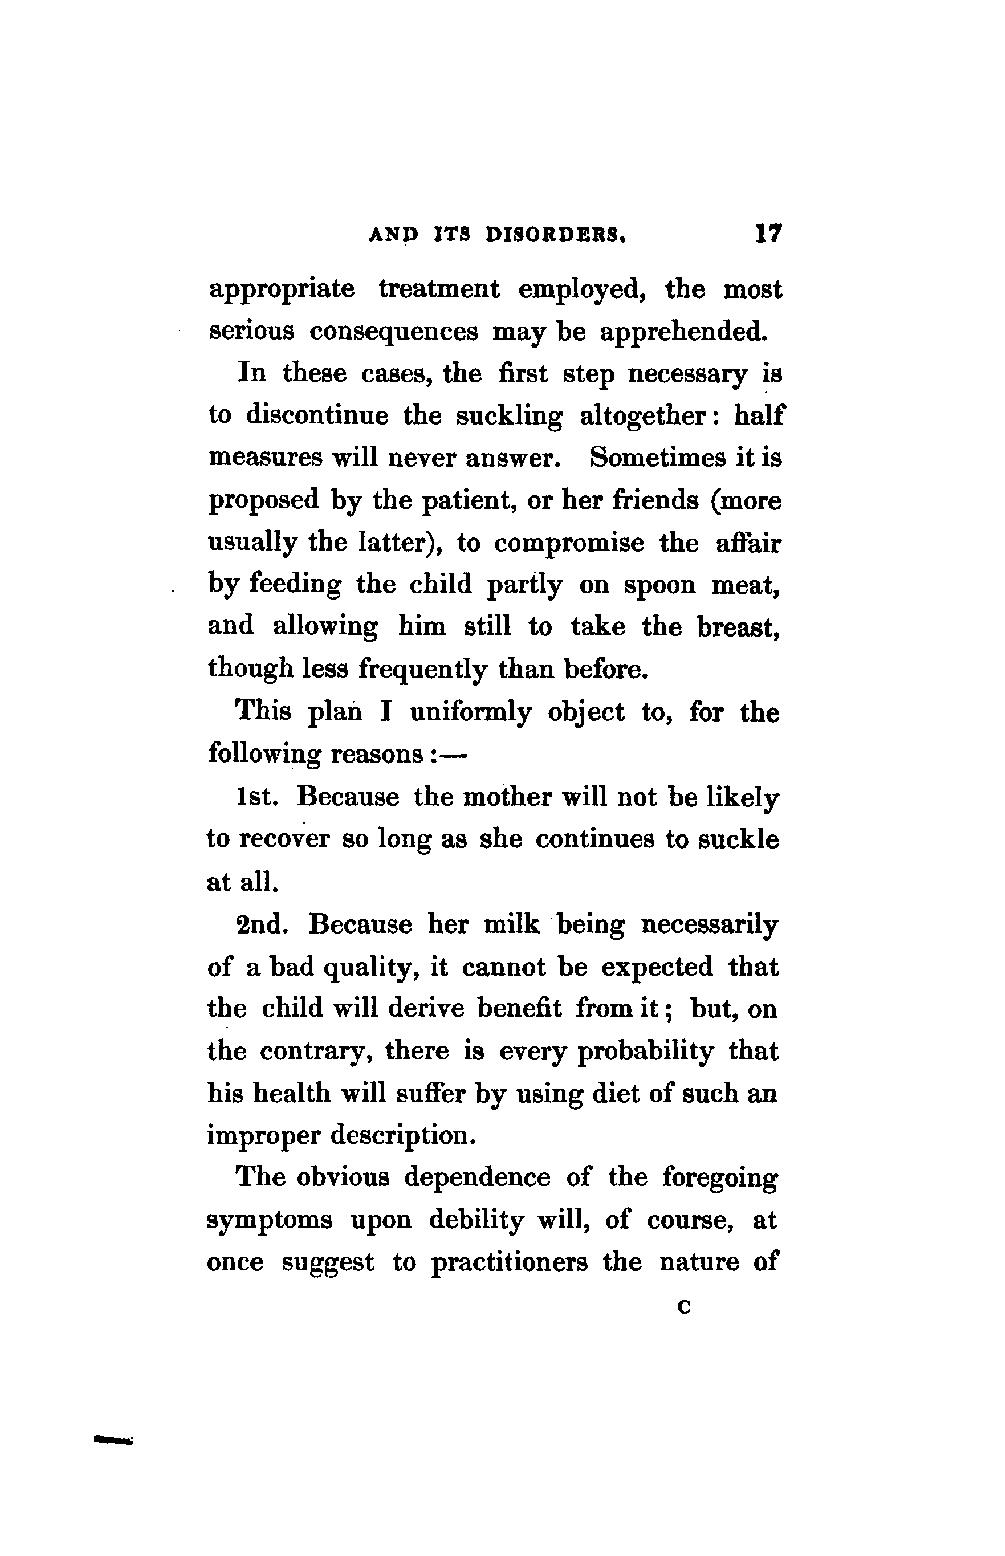 AND ITS DISORDERS. 17
appropriate treatment employed, the most
serious consequences may be apprehended.
In these cases, the first step necessary is
to discontinue the suckling altogether: half
measures will never answer. Sometimes it is
proposed by the patient, or her friends (more
usually the latter), to compromise the affair
by feeding the child partly on spoon meat,
and allowing him still to take the breast,
though less frequently than before.
This plan I uniformly object to, for the
following reasons:—
1st. Because the mother will not be likely
to recover so long as she continues to suckle
at all.
2nd. Because her milk being necessarily
of a bad quality, it cannot be expected that
the child will derive benefit from it; but, on
the contrary, there is every probability that
his health will suffer by using diet of such an
improper description.
The obvious dependence of the foregoing
symptoms upon debility will, of course, at
once suggest to practitioners the nature of
C